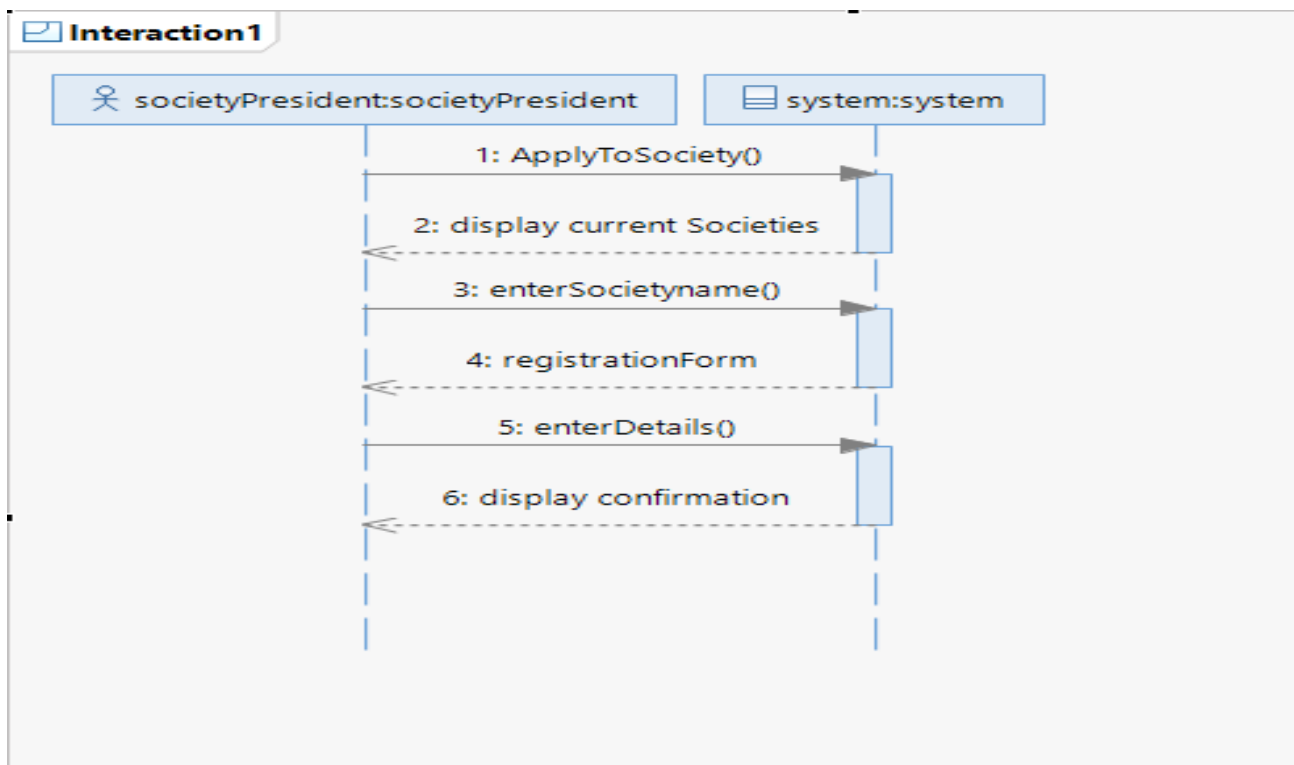 Interaction1
societyPresident:societyPresident
system:system
1: ApplyToSociety()
2: display current Societies
3: enterSocietyname()
4: registrationForm
5: enterDetails()
6: display confirmation